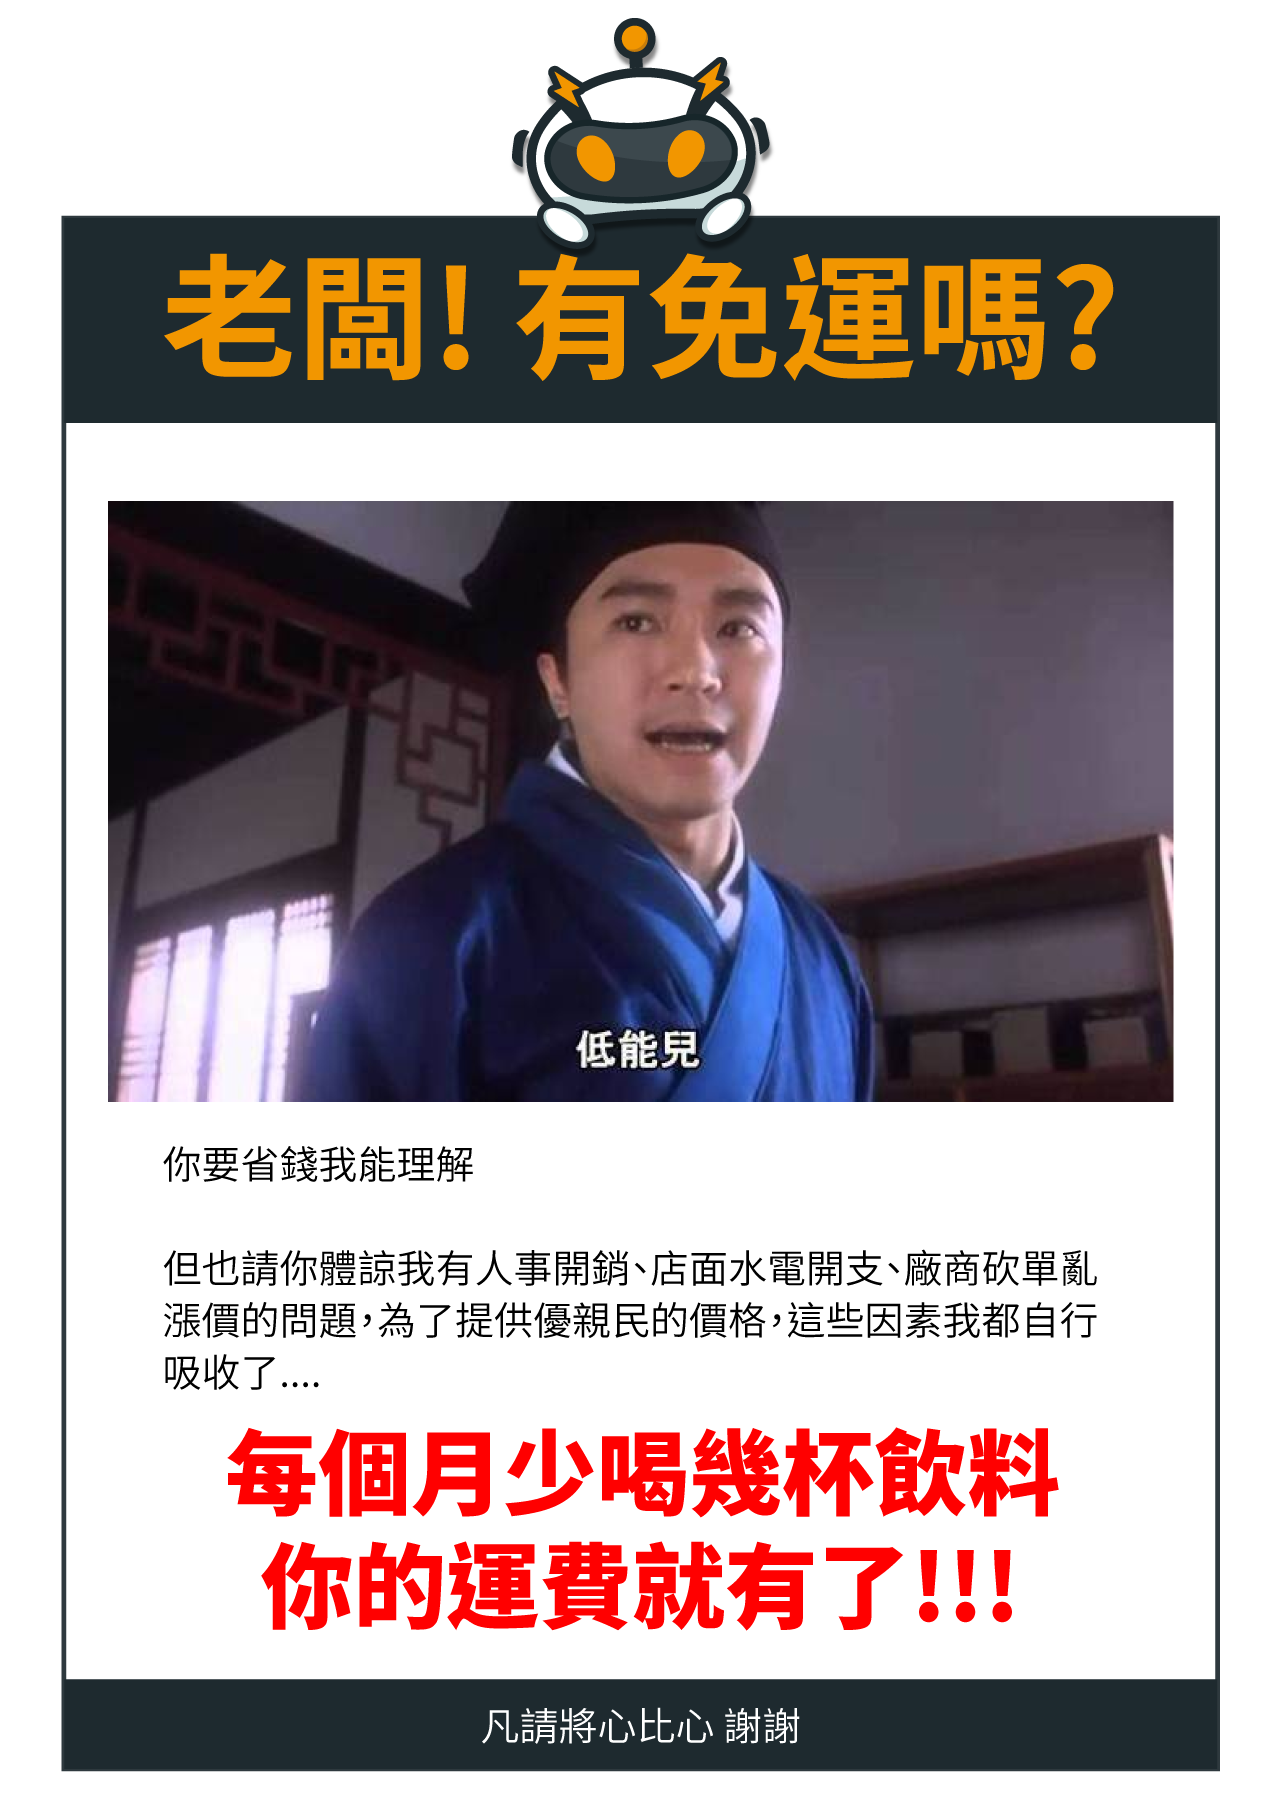 老闆！有免運嗎？
低能兒
你要省錢我能理解
但也請你體諒我有人事開銷、店面水電開支、廠商砍單亂
漲價的問題，為了提供優親民的價格，這些因素我都自行
吸收了....
每個月少喝幾杯飲料
你的運費就有了!!!
凡請將心比心 謝謝